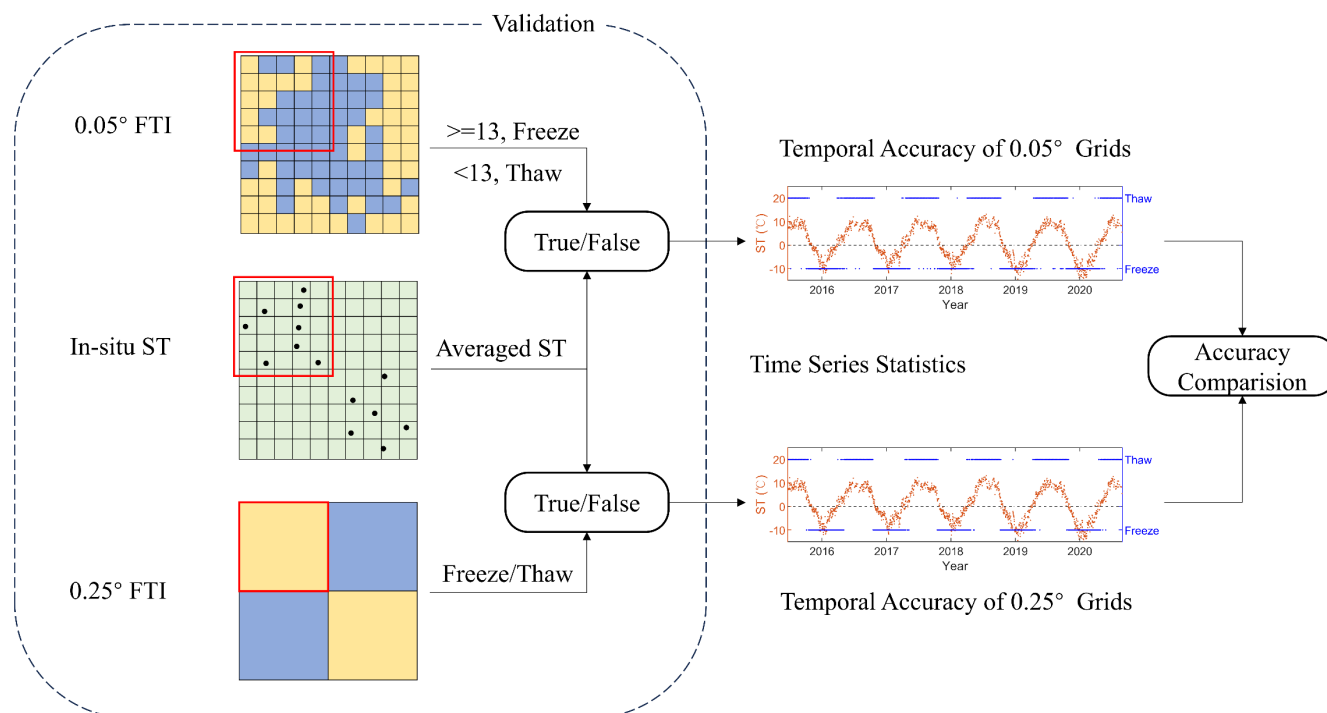 Validation
0.05° FTI
>=13, Freeze
<13, Thaw
True/False
In-situ ST
Averaged ST
True/False
0.25° FTI
Freeze/Thaw
Temporal Accuracy of 0.05° Grids
20
10
0
-10
ST (℃)
Thaw
Freeze
2016 2017 2018 2019 2020
Year
Time Series Statistics
Accuracy
Comparision
20
10
0
-10
ST (℃)
Thaw
Freeze
2016 2017 2018 2019 2020
Year
Temporal Accuracy of 0.25° Grids